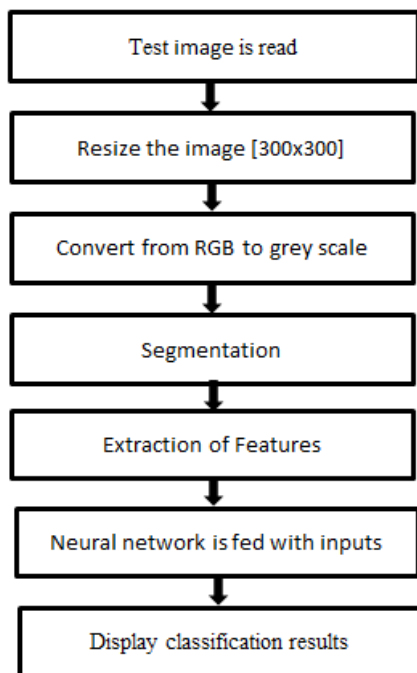 Test image is read
Resize the image [300x300]
Convert from RGB to grey scale
Segmentation
Extraction of Features
Neural network is fed with inputs
Display classification results